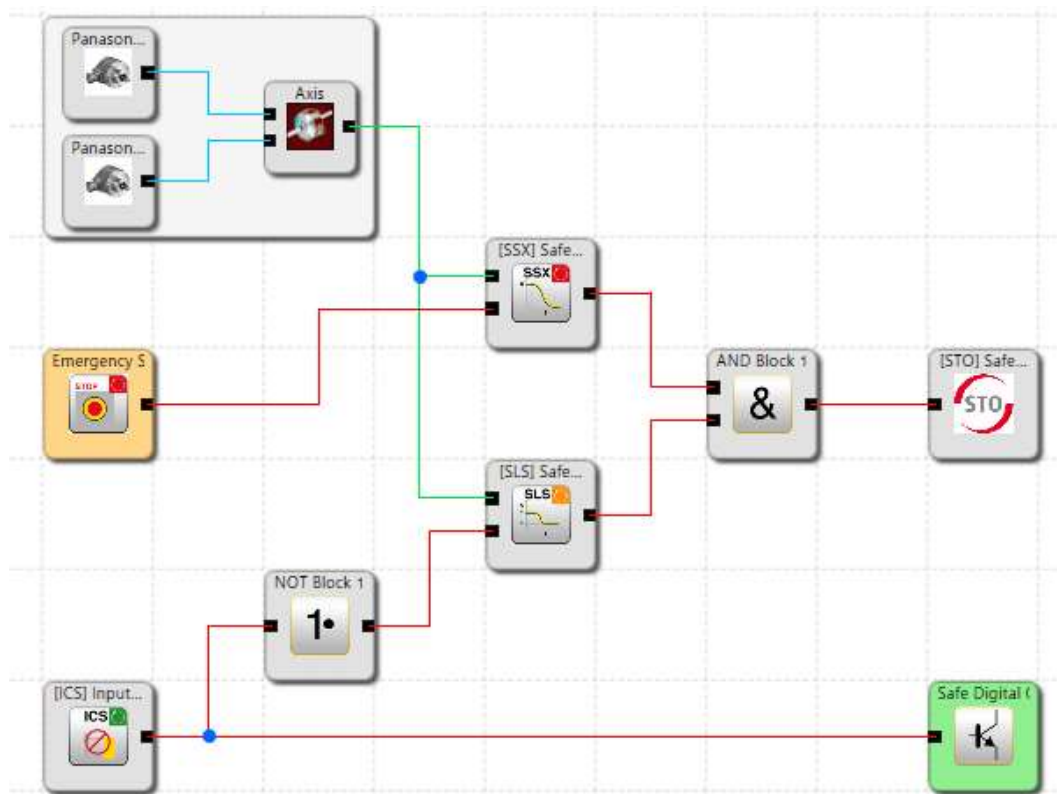 Panason...
Axis
Panason...
[SSX] Safe...
SSX
Emergency S
STOP
AND Block 1
&
[STO] Safe...
STO
[SLS] Safe...
SLS
NOT Block 1
1•
[ICS] Input...
ICS
Safe Digital (